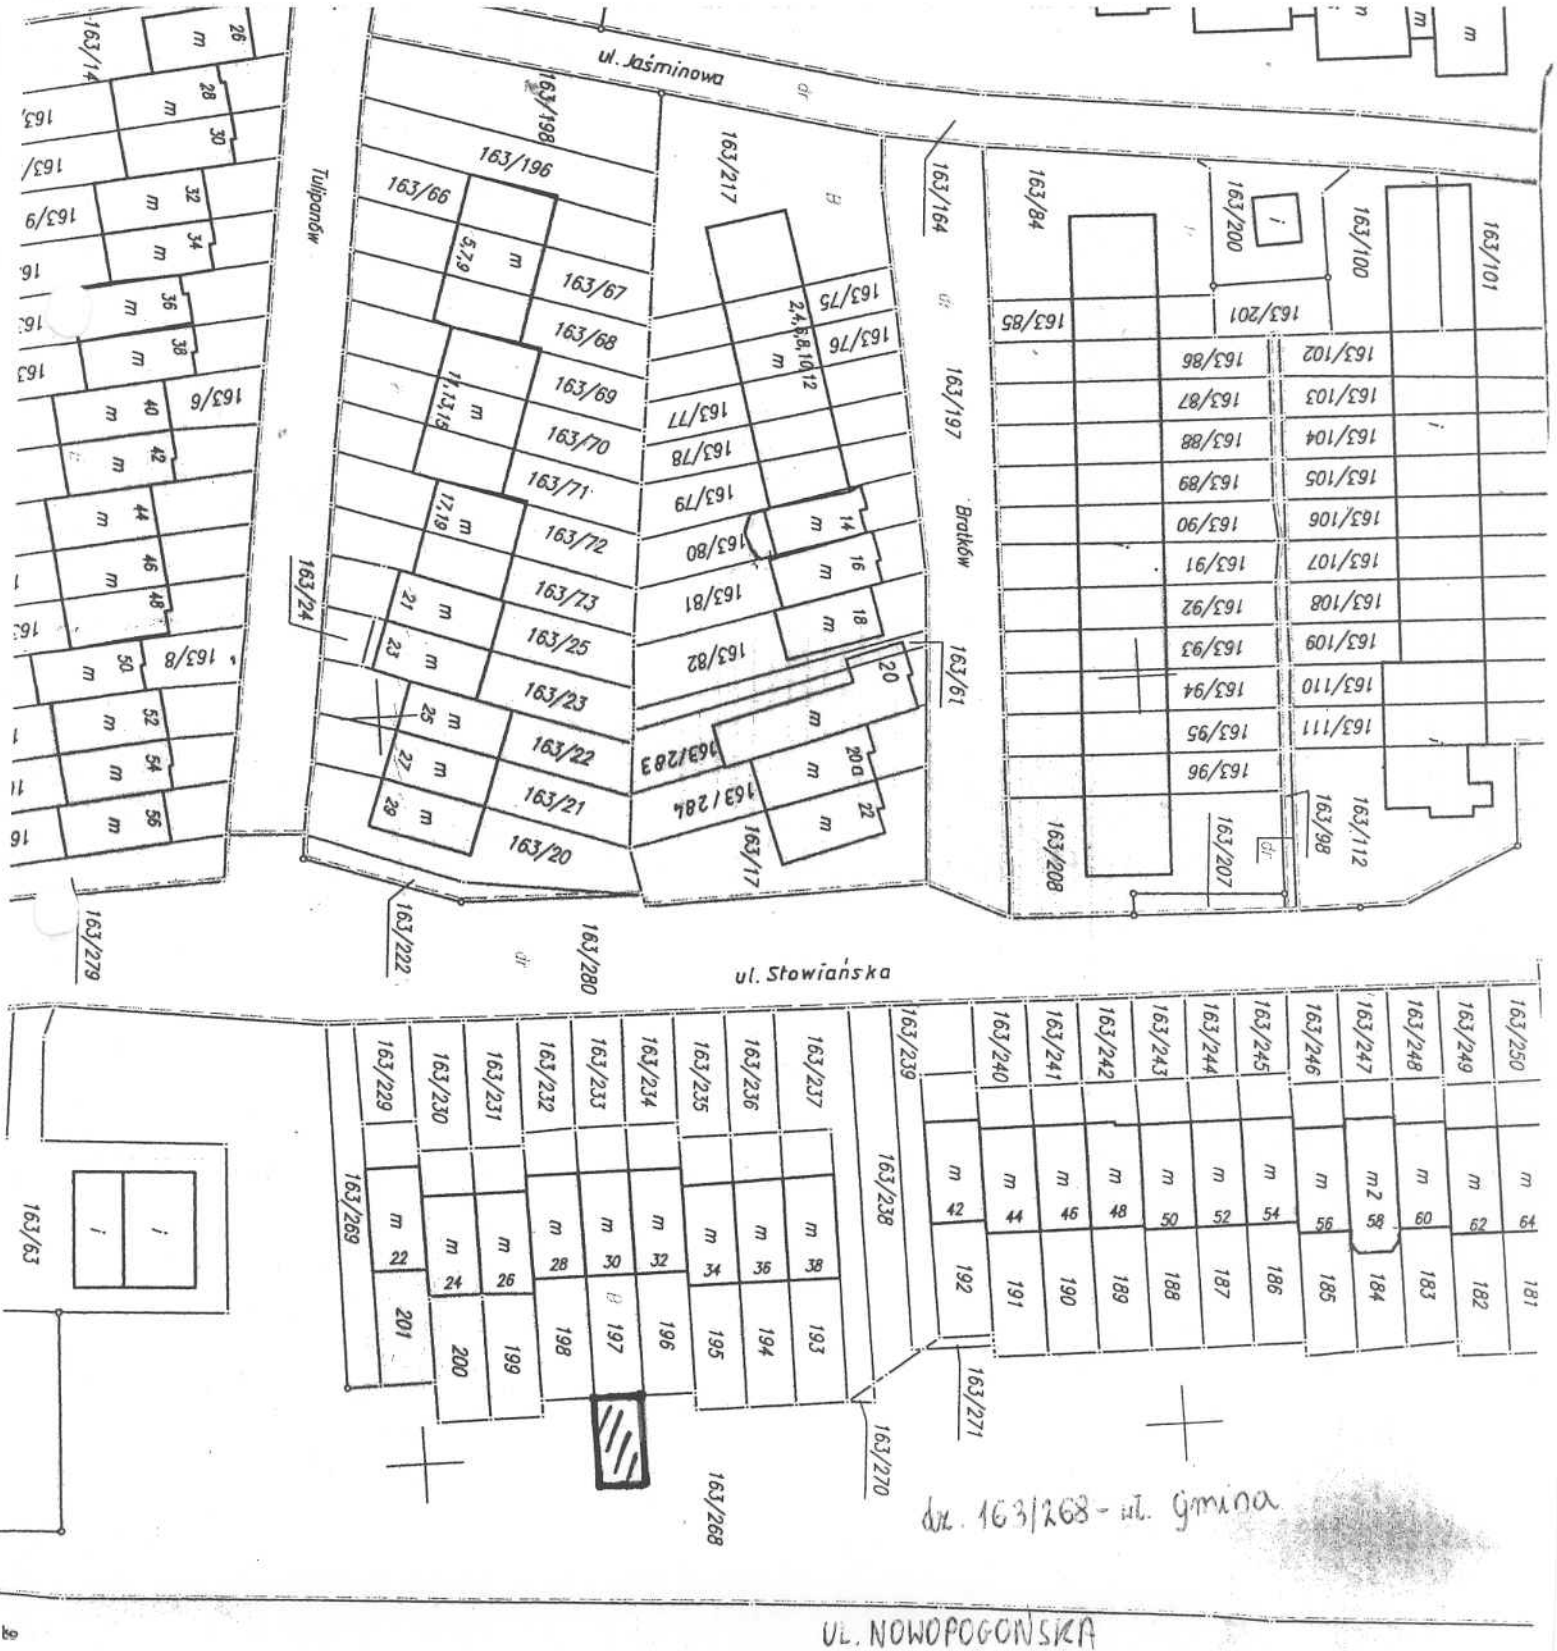 ul. Jaśminowa
dr
163/14
26
m
28
m
30
32
m
34
m
36
m
38
m
40
m
42
m
44
m
46
m
48
50
m
52
m
54
m
56
m
163/9
163/6
163/8
Tulipanów
163/198
163/196
163/66
5,7,9
m
163/67
163/68
163/69
11,13,15
m
163/70
163/71
17,19
m
163/72
163/73
163/24
21
m
163/25
23
m
163/23
25
m
163/22
27
m
163/21
29
m
163/20
163/217
B
163/75
2,4,6,8,10,12
m
163/76
163/77
163/78
163/79
14
m
163/80
16
m
163/81
18
m
163/82
20
m
163/283
20a
m
163/284
22
m
163/17
163/164
dr
163/197
Bratków
163/61
163/84
163/200
i
163/100
163/101
163/85
163/201
163/86
163/102
163/87
163/103
163/88
163/104
i
163/89
163/105
163/90
163/106
163/91
163/107
163/92
163/108
163/93
163/109
163/94
163/110
163/95
163/111
i
163/96
163/208
163/207
dr
163/98
163/112
m
m
m
163/279
163/222
dr
163/280
ul. Słowiańska
163/63
i
i
163/269
163/229
163/230
163/231
163/232
163/233
163/234
163/235
163/236
163/237
163/238
163/239
163/240
163/241
163/242
163/243
163/244
163/245
163/246
163/247
163/248
163/249
163/250
m
22
m
24
m
26
m
28
m
30
m
32
m
34
m
36
m
38
m
42
m
44
m
46
m
48
m
50
m
52
m
54
m
56
m2
58
m
60
m
62
m
64
201
200
199
198
B
197
196
195
194
193
192
191
190
189
188
187
186
185
184
183
182
181
163/271
163/270
163/268
dz. 163/268 - wł. gmina
UL. NOWOPOGOŃSKA